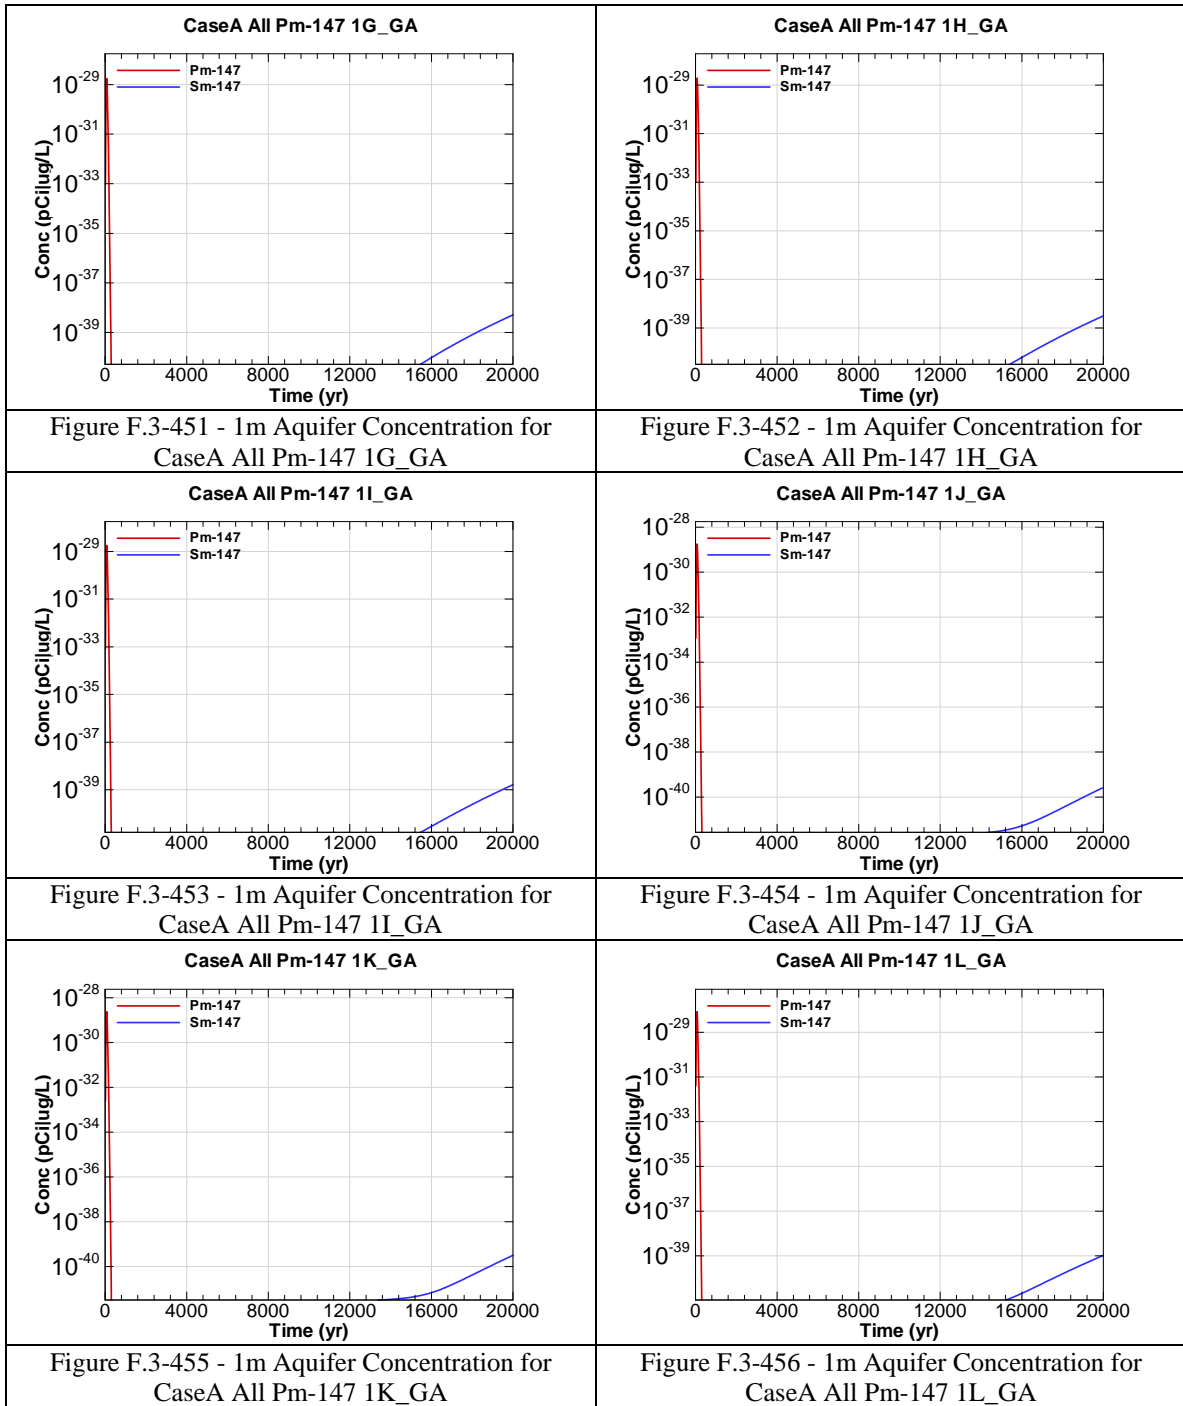 CaseA All Pm-147 1G_GA
Pm-147
Sm-147
10-29
10-31
10-33
10-35
10-37
10-39
Conc (pCi|ug/L)
0 4000 8000 12000 16000 20000
Time (yr)
Figure F.3-451 - 1m Aquifer Concentration for
CaseA All Pm-147 1G_GA
CaseA All Pm-147 1H_GA
Pm-147
Sm-147
10-29
10-31
10-33
10-35
10-37
10-39
Conc (pCi|ug/L)
0 4000 8000 12000 16000 20000
Time (yr)
Figure F.3-452 - 1m Aquifer Concentration for
CaseA All Pm-147 1H_GA
CaseA All Pm-147 1I_GA
Pm-147
Sm-147
10-29
10-31
10-33
10-35
10-37
10-39
Conc (pCi|ug/L)
0 4000 8000 12000 16000 20000
Time (yr)
Figure F.3-453 - 1m Aquifer Concentration for
CaseA All Pm-147 1I_GA
CaseA All Pm-147 1J_GA
Pm-147
Sm-147
10-28
10-30
10-32
10-34
10-36
10-38
10-40
Conc (pCi|ug/L)
0 4000 8000 12000 16000 20000
Time (yr)
Figure F.3-454 - 1m Aquifer Concentration for
CaseA All Pm-147 1J_GA
CaseA All Pm-147 1K_GA
Pm-147
Sm-147
10-28
10-30
10-32
10-34
10-36
10-38
10-40
Conc (pCi|ug/L)
0 4000 8000 12000 16000 20000
Time (yr)
Figure F.3-455 - 1m Aquifer Concentration for
CaseA All Pm-147 1K_GA
CaseA All Pm-147 1L_GA
Pm-147
Sm-147
10-29
10-31
10-33
10-35
10-37
10-39
Conc (pCi|ug/L)
0 4000 8000 12000 16000 20000
Time (yr)
Figure F.3-456 - 1m Aquifer Concentration for
CaseA All Pm-147 1L_GA